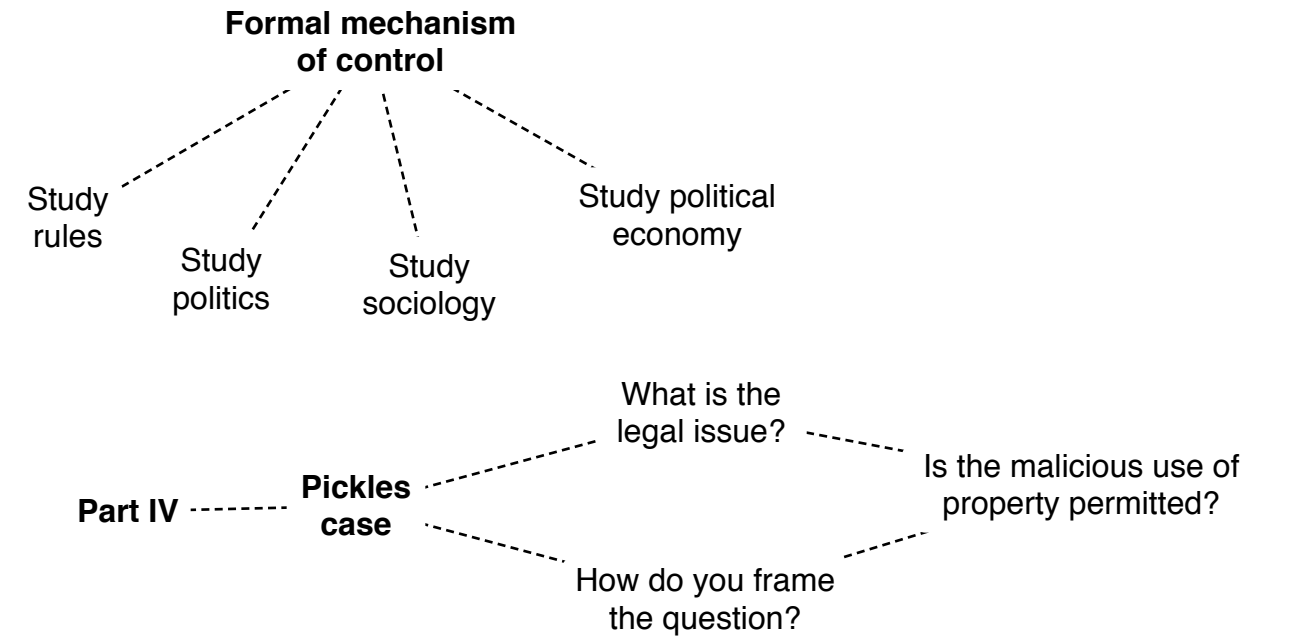 Formal mechanism
of control
Study
rules
Study
politics
Study
sociology
Study political
economy
What is the
legal issue?
Part IV
Pickles
case
Is the malicious use of
property permitted?
How do you frame
the question?